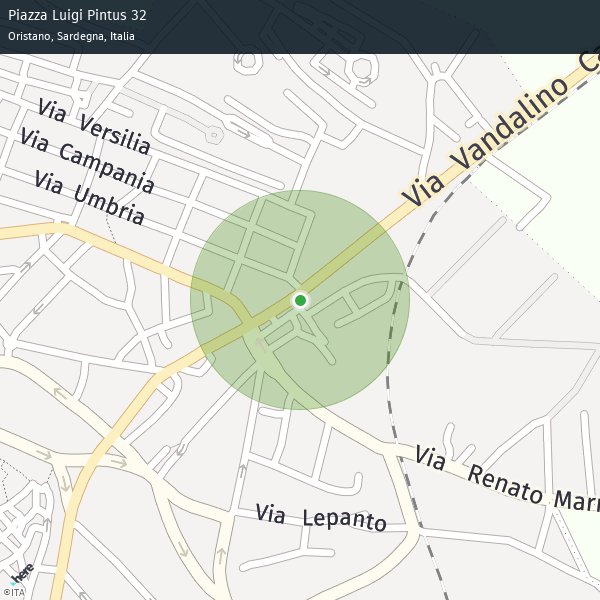 Piazza Luigi Pintus 32
Oristano, Sardegna, Italia
Via Vandalino Ca
Via Versilia
Via Campania
Via Umbria
Via Renato Marr
Via Lepanto
here
©ITA